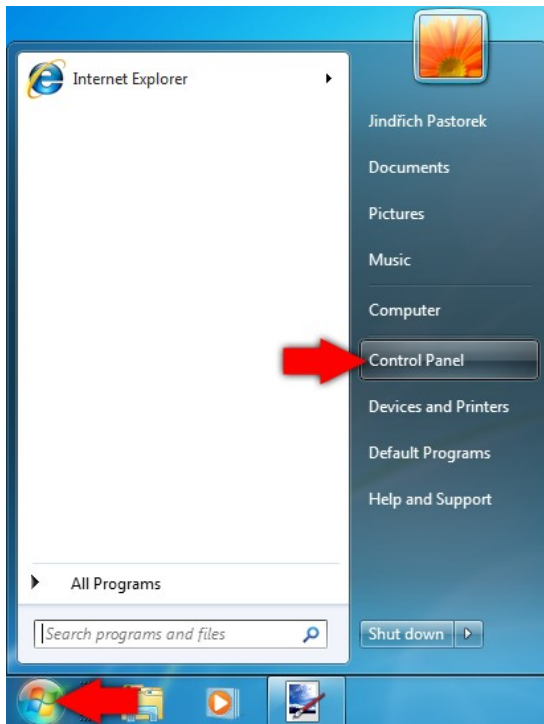 Internet Explorer
Jindřich Pastorek
Documents
Pictures
Music
Computer
Control Panel
Devices and Printers
Default Programs
Help and Support
All Programs
Search programs and files
Shut down